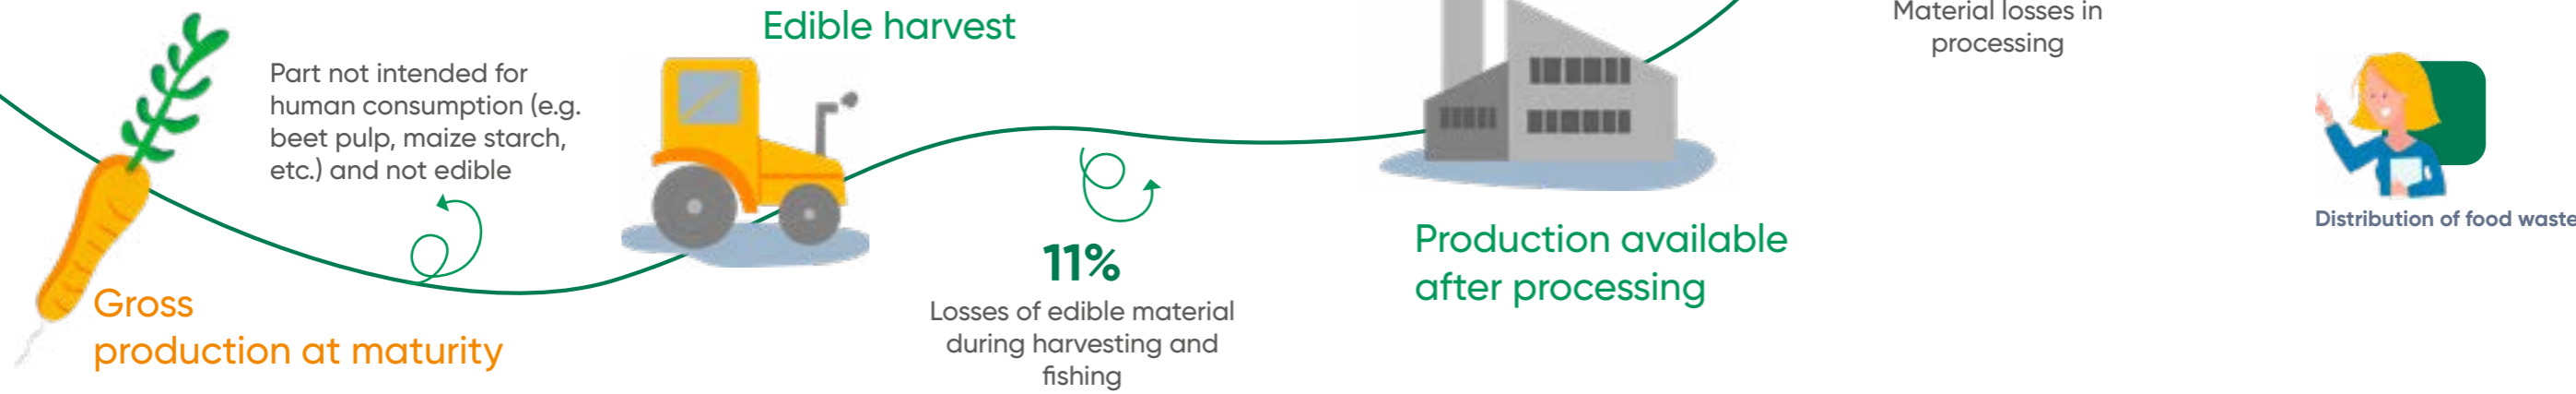 Gross
production at maturity
Part not intended for
human consumption (e.g.
beet pulp, maize starch,
etc.) and not edible
Edible harvest
11%
Losses of edible material
during harvesting and
fishing
Production available
after processing
Material losses in
processing
Distribution of food waste